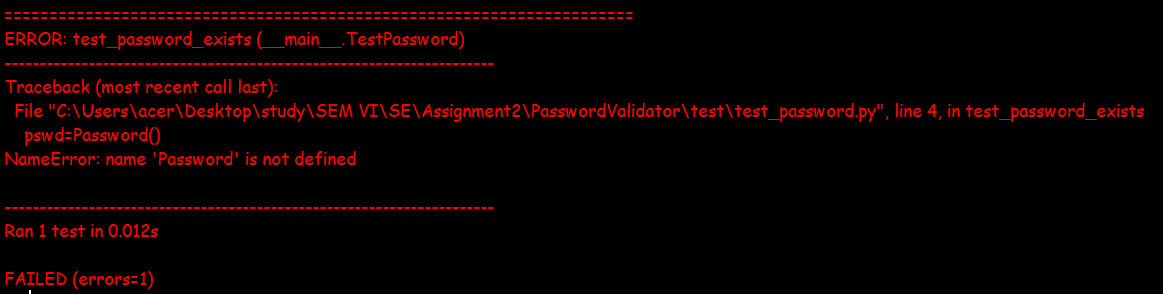 ======================================================================
ERROR: test_password_exists (__main__.TestPassword)
----------------------------------------------------------------------
Traceback (most recent call last):
  File "C:\Users\acer\Desktop\study\SEM VI\SE\Assignment2\PasswordValidator\test\test_password.py", line 4, in test_password_exists
    pswd=Password()
NameError: name 'Password' is not defined

----------------------------------------------------------------------
Ran 1 test in 0.012s

FAILED (errors=1)